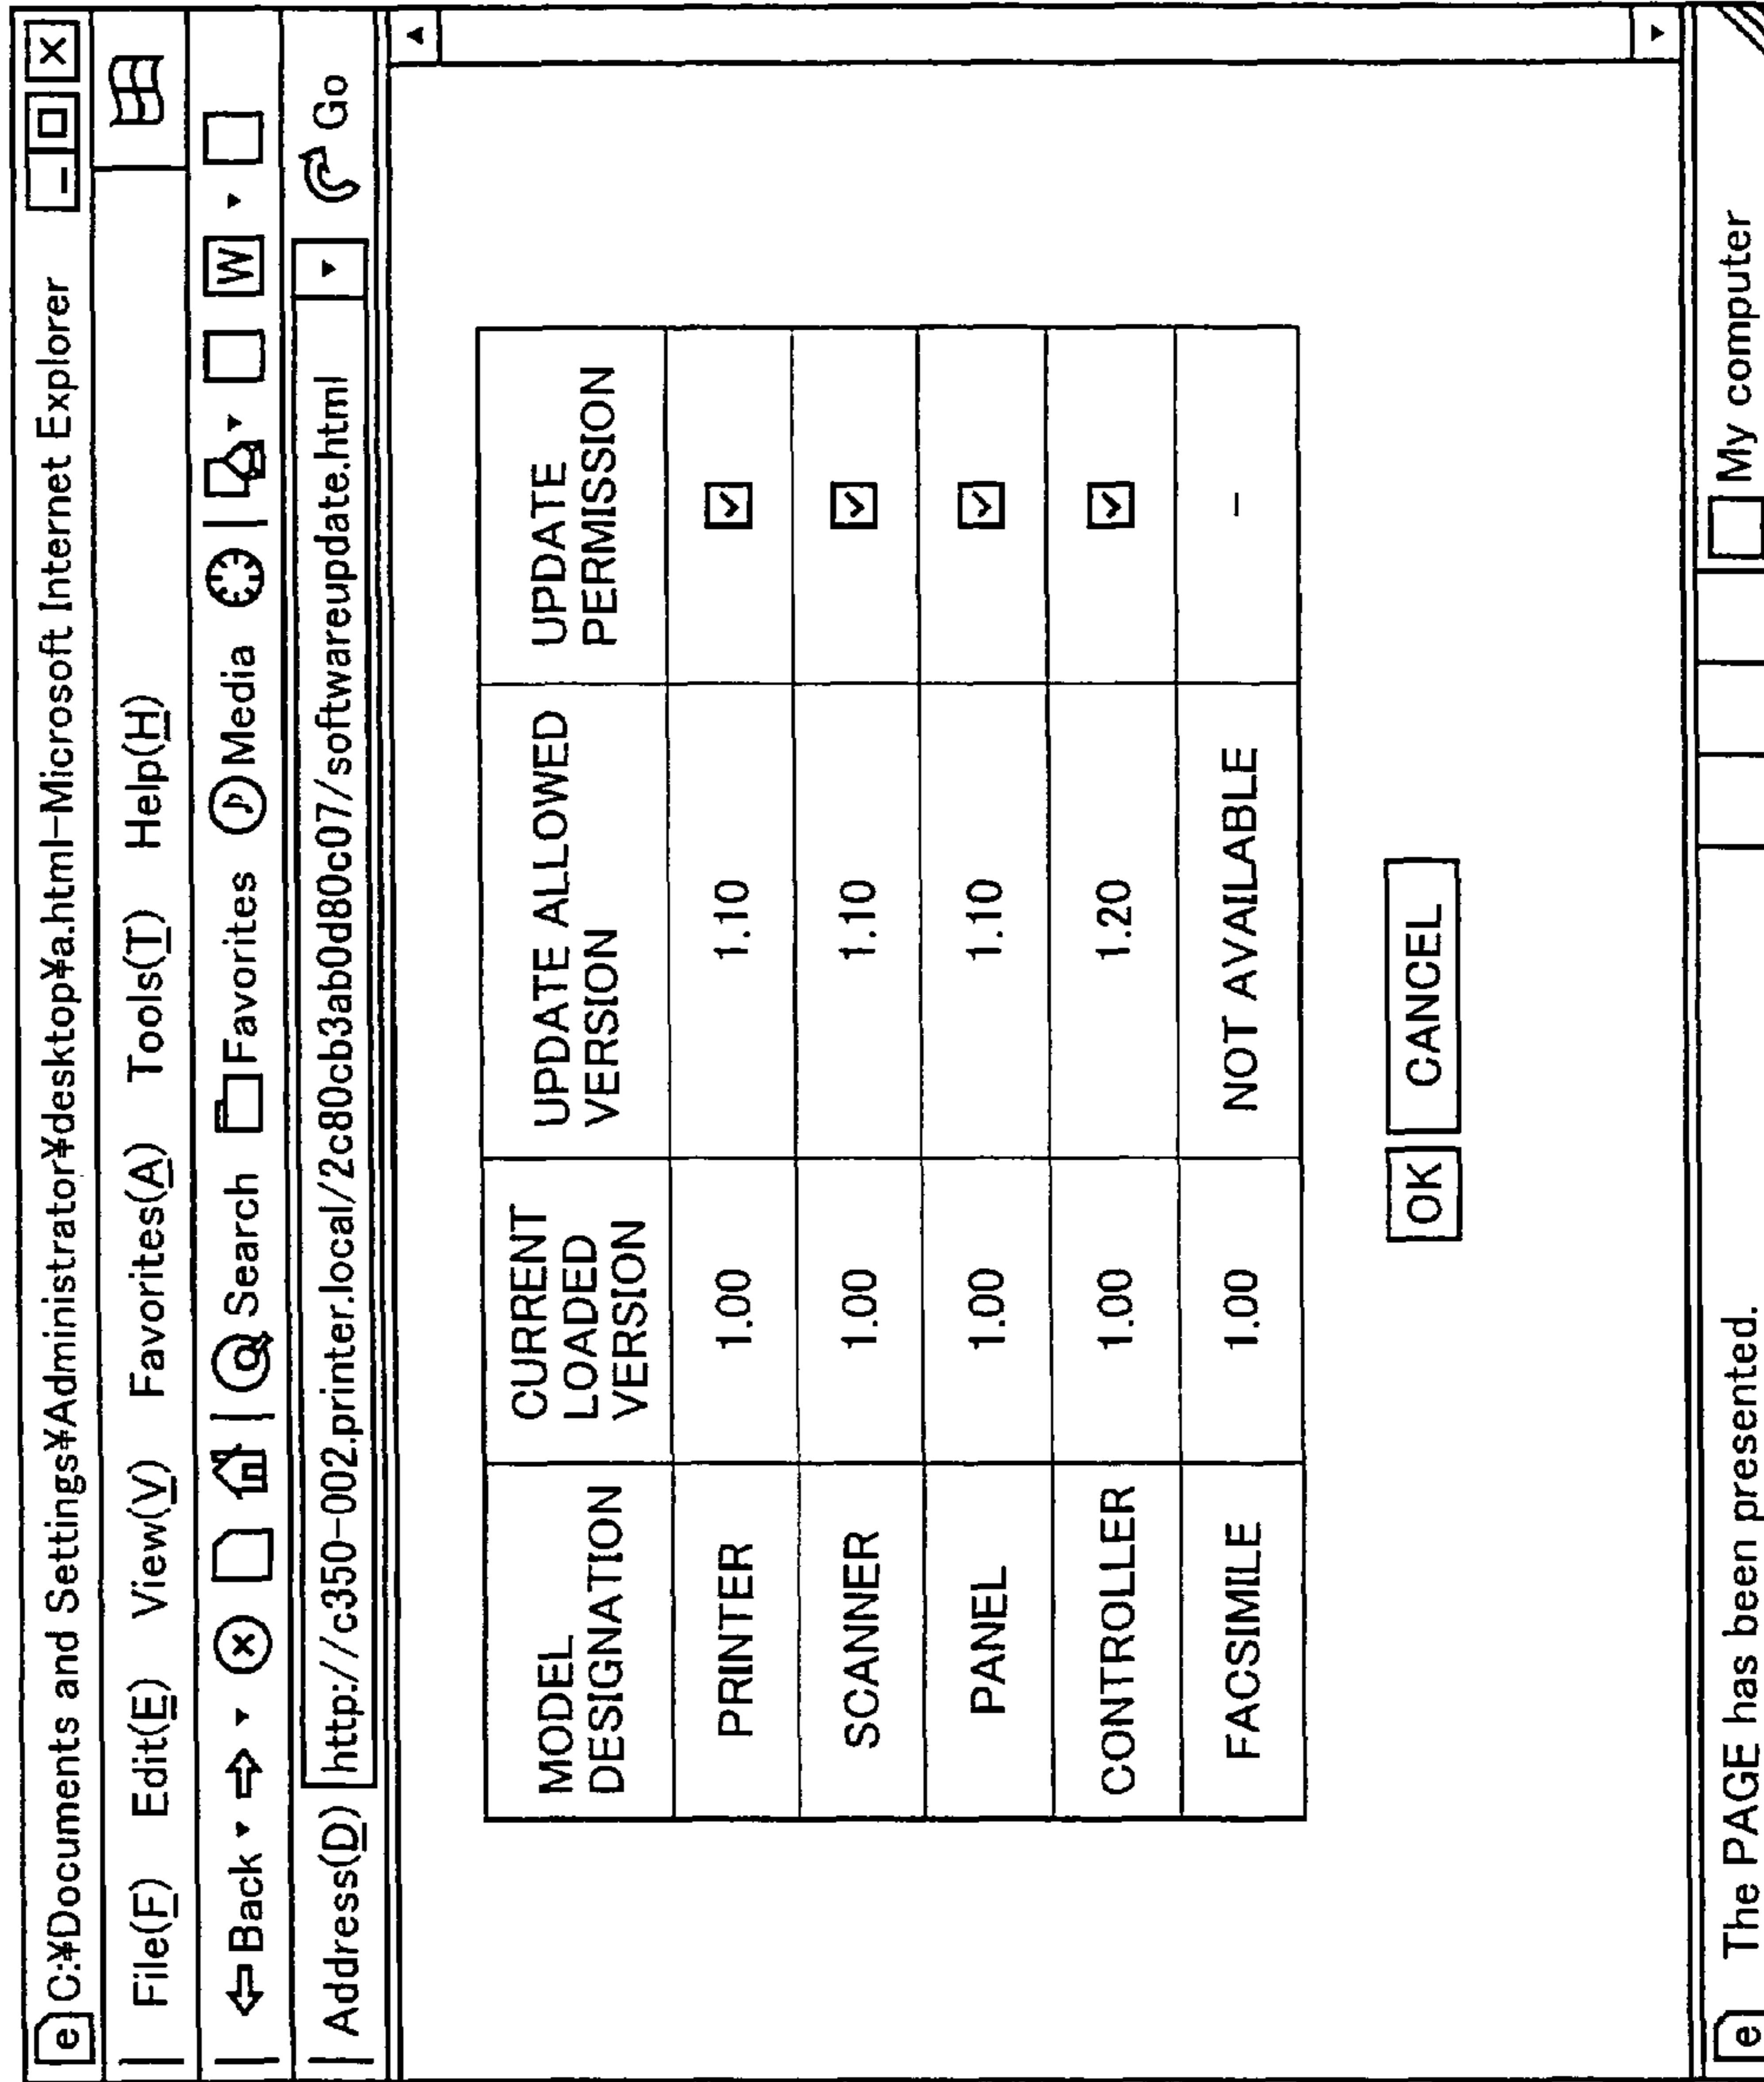 C:¥Documents and Settings¥Administrator¥desktop¥a.html-Microsoft Internet Explorer
File(F) Edit(E) View(V) Favorites(A) Tools(T) Help(H)
Back Search Favorites Media W
Address(D) http://c350-002.printer.local/2c80cb3ab0d80c07/softwareupdate.html Go
MODEL DESIGNATION
CURRENT LOADED VERSION
UPDATE ALLOWED VERSION
UPDATE PERMISSION
PRINTER 1.00 1.10
SCANNER 1.00 1.10
PANEL 1.00 1.10
CONTROLLER 1.00 1.20
FACSIMILE 1.00 NOT AVAILABLE –
OK CANCEL
e The PAGE has been presented. My computer